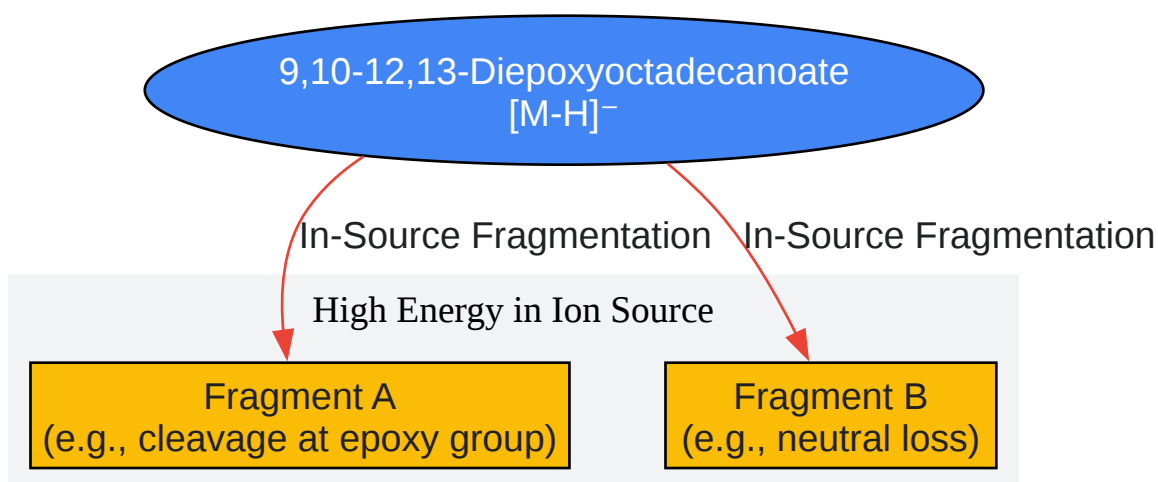 9,10-12,13-Diepoxyoctadecanoate
[M-H]⁻
In-Source Fragmentation
In-Source Fragmentation
High Energy in Ion Source
Fragment A
(e.g., cleavage at epoxy group)
Fragment B
(e.g., neutral loss)